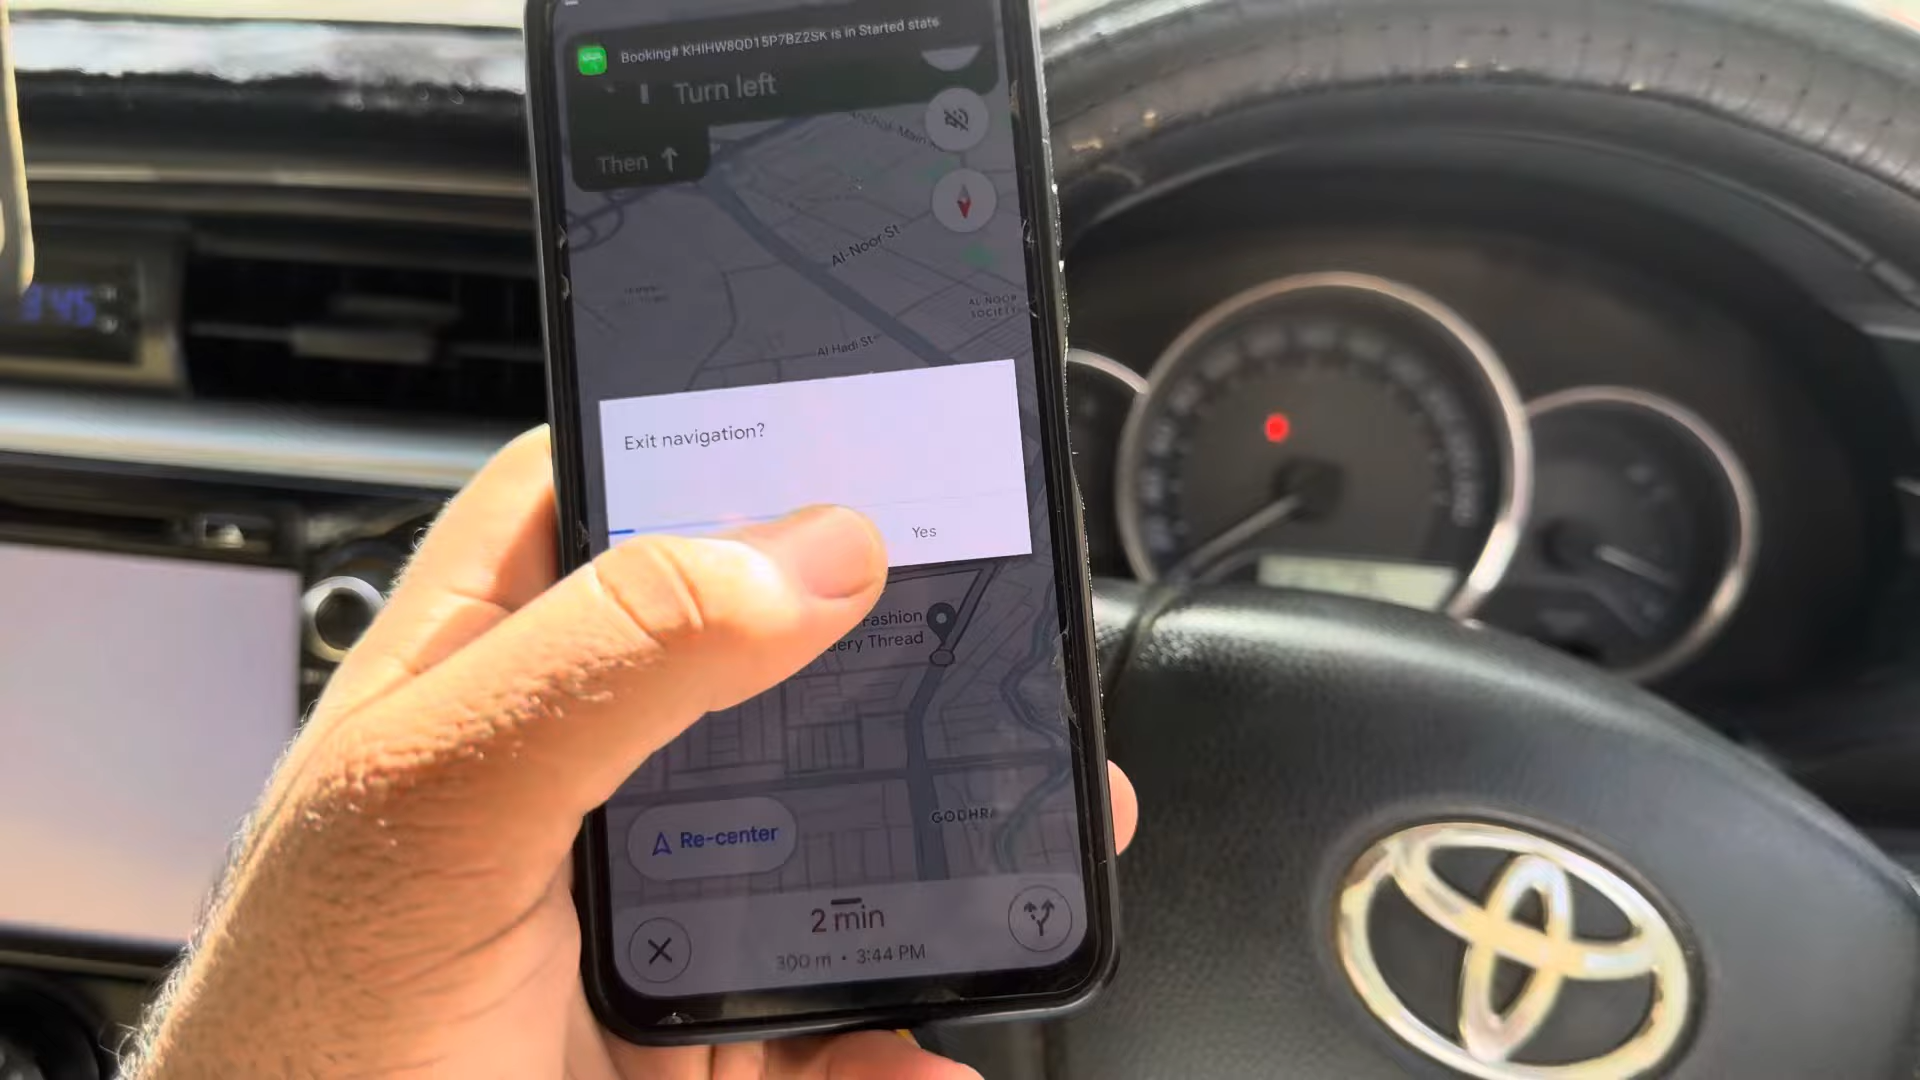 Booking# KHIHW8QD15P7BZ2SK is in Started state
Turn left
Then
Al-Noor St
AL NOOR
SOCIETY
Al Hadi St
Exit navigation?
Yes
Fashion
ery Thread
Re-center
GODHRA
2 min
300 m • 3:44 PM